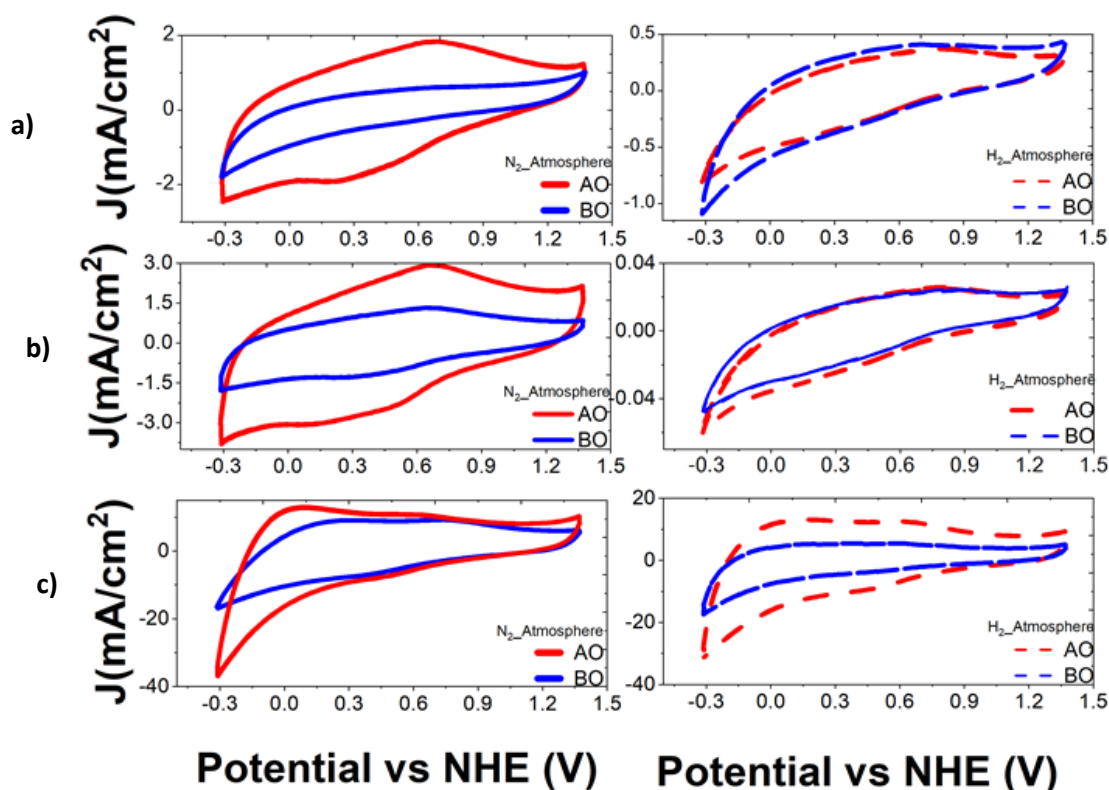 a)
J(mA/cm²)
2
0
-2
-0.3 0.0 0.3 0.6 0.9 1.2 1.5
N₂_Atmosphere
AO
BO
0.5
0.0
-0.5
-1.0
-0.3 0.0 0.3 0.6 0.9 1.2 1.5
H₂_Atmosphere
AO
BO
b)
J(mA/cm²)
3.0
1.5
0.0
-1.5
-3.0
-0.3 0.0 0.3 0.6 0.9 1.2 1.5
N₂_Atmosphere
AO
BO
0.04
0.00
0.04
-0.3 0.0 0.3 0.6 0.9 1.2 1.5
H₂_Atmosphere
AO
BO
c)
J(mA/cm²)
0
-20
-40
-0.3 0.0 0.3 0.6 0.9 1.2 1.5
N₂_Atmosphere
AO
BO
20
0
-20
-40
-0.3 0.0 0.3 0.6 0.9 1.2 1.5
H₂_Atmosphere
AO
BO
Potential vs NHE (V)
Potential vs NHE (V)